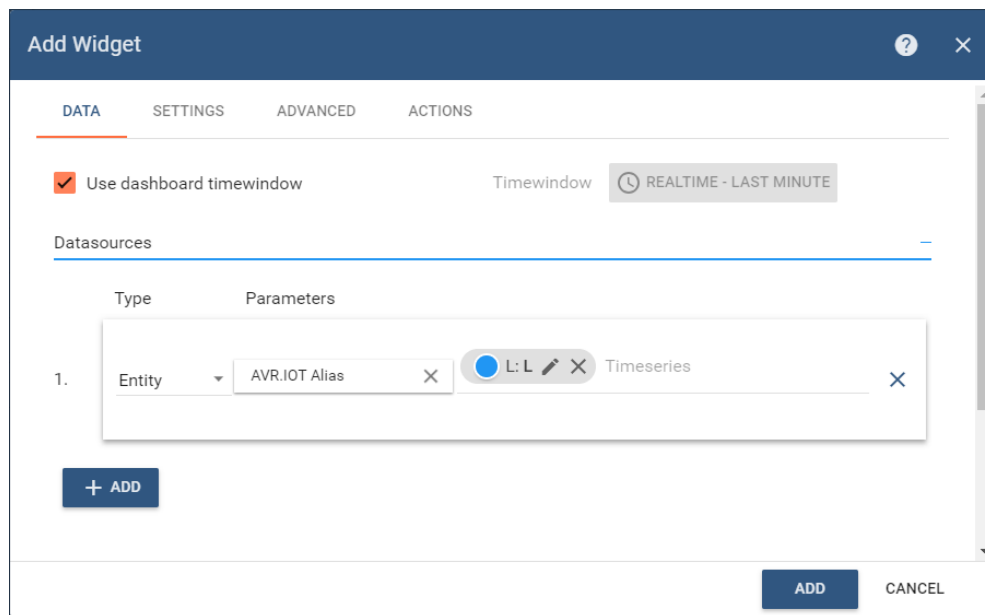 Add Widget
DATA SETTINGS ADVANCED ACTIONS
Use dashboard timewindow Timewindow REALTIME - LAST MINUTE
Datasources
Type Parameters
1. Entity AVR.IOT Alias L: L Timeseries
+ ADD
ADD CANCEL